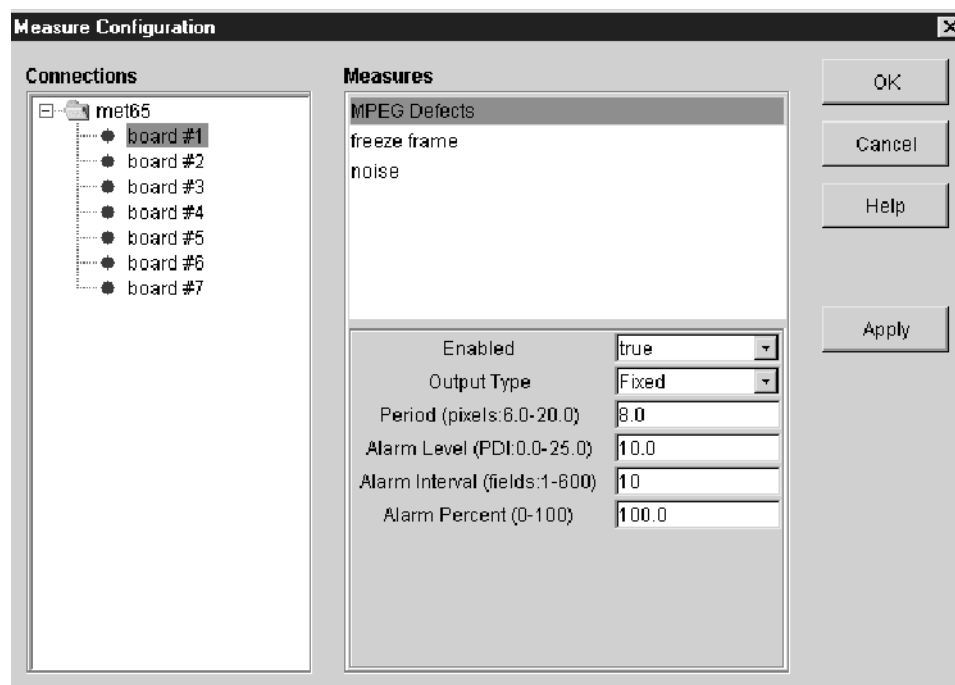 Measure Configuration
Connections
met65
board #1
board #2
board #3
board #4
board #5
board #6
board #7
Measures
MPEG Defects
freeze frame
noise
Enabled
true
Output Type
Fixed
Period (pixels:6.0-20.0)
8.0
Alarm Level (PDI:0.0-25.0)
10.0
Alarm Interval (fields:1-600)
10
Alarm Percent (0-100)
100.0
OK
Cancel
Help
Apply